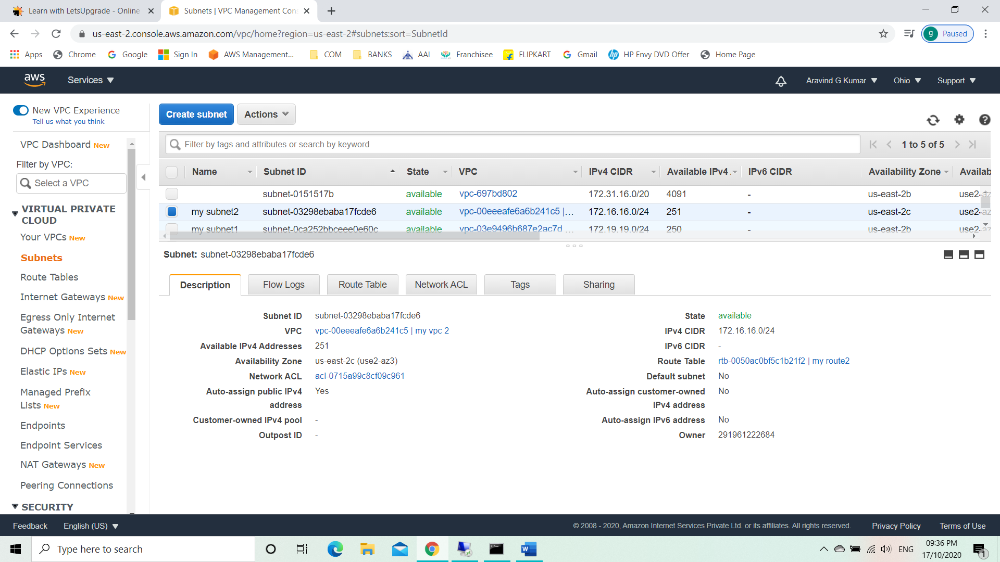 Learn with LetsUpgrade - Online
Subnets | VPC Management Con
us-east-2.console.aws.amazon.com/vpc/home?region=us-east-2#subnets:sort=SubnetId
g Paused
Apps Chrome Google Sign In AWS Management... COM BANKS AAI Franchisee FLIPKART Gmail HP Envy DVD Offer Home Page
aws Services Aravind G Kumar Ohio Support
New VPC Experience
Tell us what you think
VPC Dashboard New
Filter by VPC:
Select a VPC
VIRTUAL PRIVATE
CLOUD
Your VPCs New
Subnets
Route Tables
Internet Gateways New
Egress Only Internet
Gateways New
DHCP Options Sets New
Elastic IPs New
Managed Prefix
Lists New
Endpoints
Endpoint Services
NAT Gateways New
Peering Connections
SECURITY
Create subnet Actions
Filter by tags and attributes or search by keyword
1 to 5 of 5
Name Subnet ID State VPC IPv4 CIDR Available IPv4 IPv6 CIDR Availability Zone Availab
subnet-0151517b available vpc-697bd802 172.31.16.0/20 4091 - us-east-2b use2-az
my subnet2 subnet-03298ebaba17fcde6 available vpc-00eeeafe6a6b241c5 |... 172.16.16.0/24 251 - us-east-2c use2-az
my subnet1 subnet-0ca252bbceee0e60c available vpc-03e9496b687e2ac7d ... 172.19.19.0/24 250 - us-east-2b use2-az
Subnet: subnet-03298ebaba17fcde6
Description Flow Logs Route Table Network ACL Tags Sharing
Subnet ID subnet-03298ebaba17fcde6
VPC vpc-00eeeafe6a6b241c5 | my vpc 2
Available IPv4 Addresses 251
Availability Zone us-east-2c (use2-az3)
Network ACL acl-0715a99c8cf09c961
Auto-assign public IPv4 Yes
address
Customer-owned IPv4 pool -
Outpost ID -
State available
IPv4 CIDR 172.16.16.0/24
IPv6 CIDR -
Route Table rtb-0050ac0bf5c1b21f2 | my route2
Default subnet No
Auto-assign customer-owned No
IPv4 address
Auto-assign IPv6 address No
Owner 291961222684
Feedback English (US) © 2008 - 2020, Amazon Internet Services Private Ltd. or its affiliates. All rights reserved. Privacy Policy Terms of Use
Type here to search
ENG
09:36 PM
17/10/2020
1